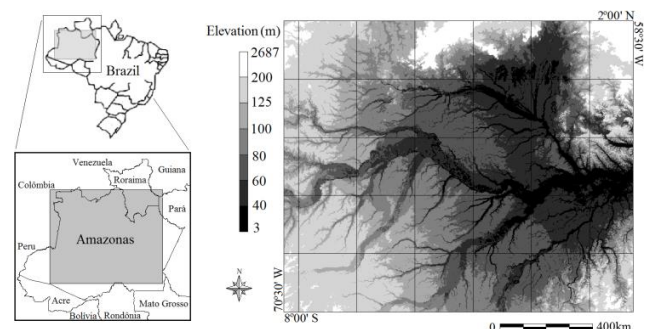 Brazil
Venezuela
Guiana
Colômbia
Roraima
Pará
Amazonas
Peru
Acre
Bolívia
Rondônia
Mato Grosso
Elevation (m)
2687
200
125
100
80
60
40
3
N
2°00' N
58°30' W
70°30' W
8°00' S
0
400km